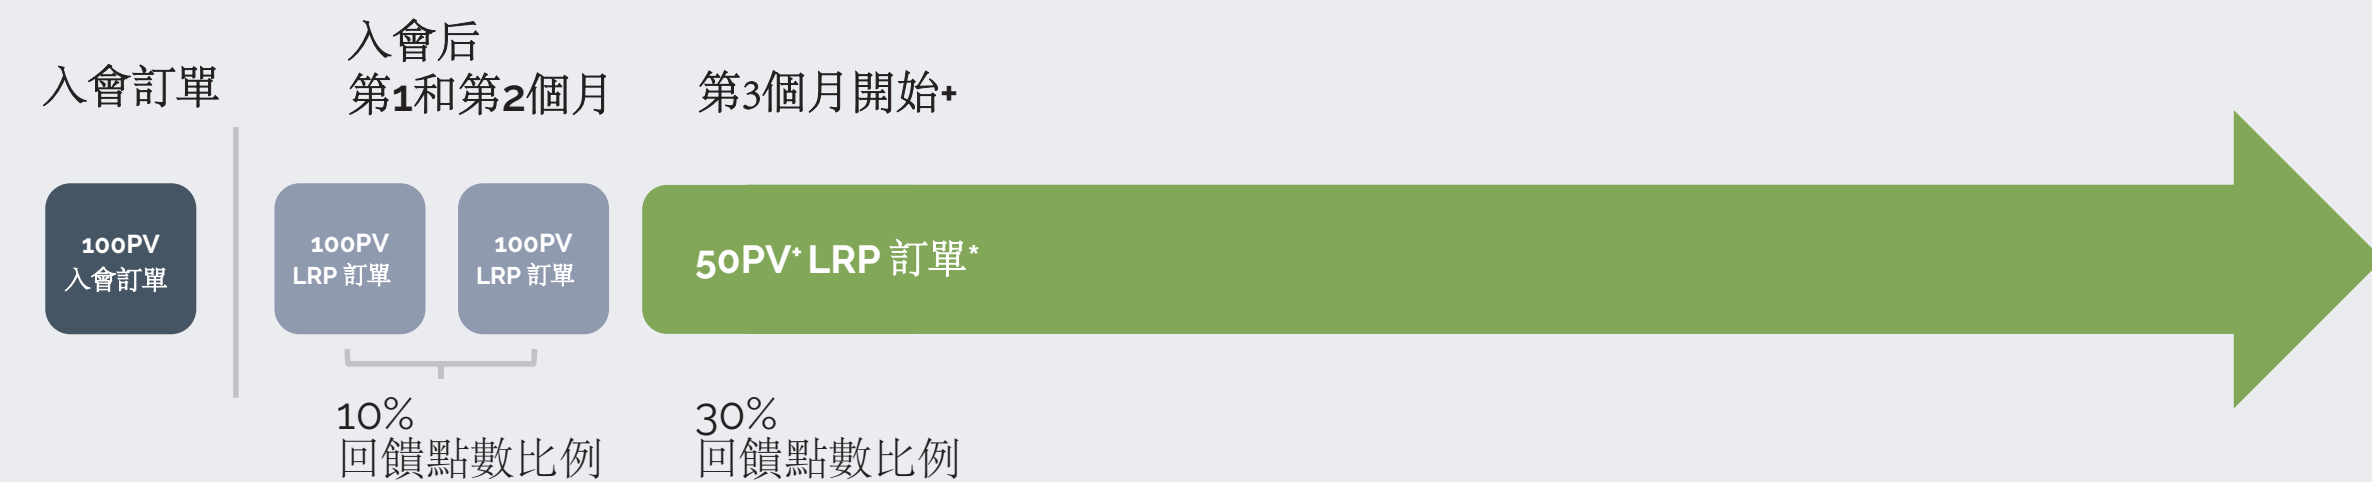 入會訂單
入會后
第1和第2個月
第3個月開始+
100PV
入會訂單
100PV
LRP 訂單
100PV
LRP 訂單
50PV+ LRP 訂單*
10%
回饋點數比例
30%
回饋點數比例